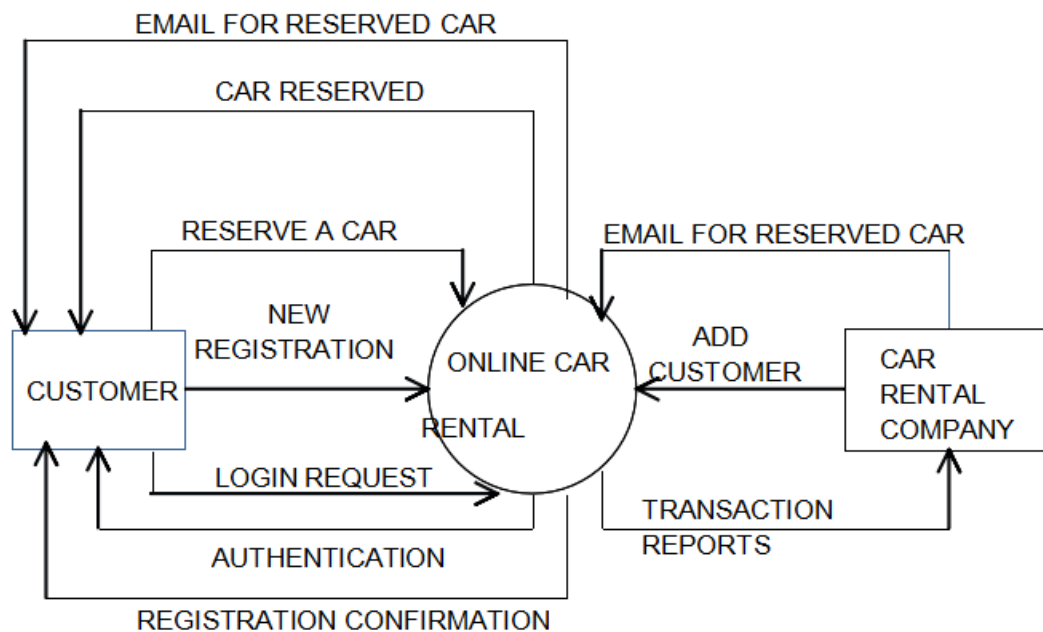 EMAIL FOR RESERVED CAR
CAR RESERVED
RESERVE A CAR
EMAIL FOR RESERVED CAR
NEW
REGISTRATION
ADD
CUSTOMER
ONLINE CAR
RENTAL
CUSTOMER
CAR
RENTAL
COMPANY
LOGIN REQUEST
TRANSACTION
REPORTS
AUTHENTICATION
REGISTRATION CONFIRMATION